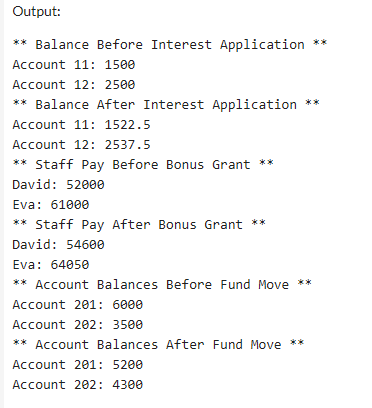 Output:
** Balance Before Interest Application **
Account 11: 1500
Account 12: 2500
** Balance After Interest Application **
Account 11: 1522.5
Account 12: 2537.5
** Staff Pay Before Bonus Grant **
David: 52000
Eva: 61000
** Staff Pay After Bonus Grant **
David: 54600
Eva: 64050
** Account Balances Before Fund Move **
Account 201: 6000
Account 202: 3500
** Account Balances After Fund Move **
Account 201: 5200
Account 202: 4300